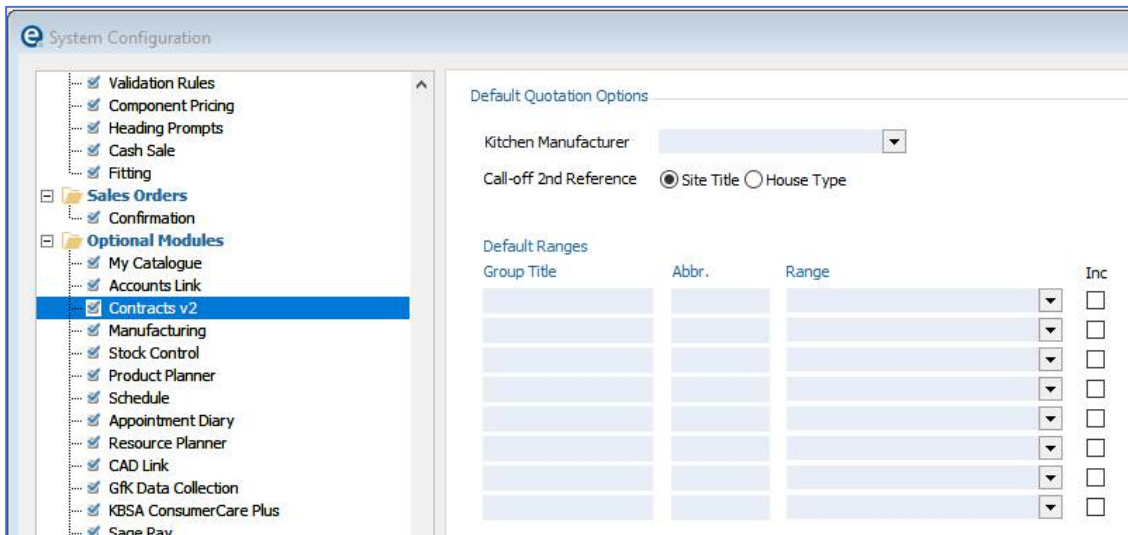 System Configuration
Validation Rules
Component Pricing
Heading Prompts
Cash Sale
Fitting
Sales Orders
Confirmation
Optional Modules
My Catalogue
Accounts Link
Contracts v2
Manufacturing
Stock Control
Product Planner
Schedule
Appointment Diary
Resource Planner
CAD Link
GfK Data Collection
KBSA ConsumerCare Plus
Sage Pay
Default Quotation Options
Kitchen Manufacturer
Call-off 2nd Reference Site Title House Type
Default Ranges
Group Title Abbr. Range Inc